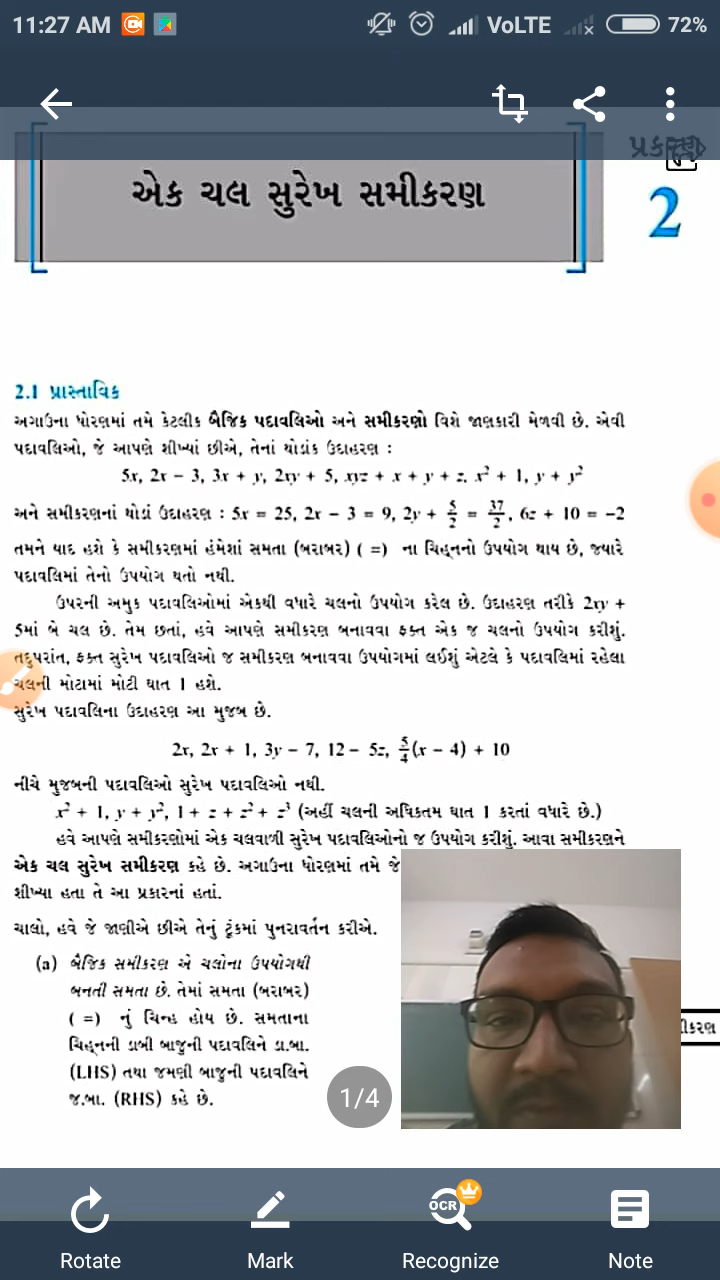 11:27 AM VoLTE 72%
એક ચલ સુરેખ સમીકરણ
2
2.1 પ્રાસ્તાવિક
અગાઉના ધોરણમાં તમે કેટલીક બૈજિક પદાવલિઓ અને સમીકરણો વિશે જાણકારી મેળવી છે. એવી
પદાવલિઓ, જે આપણે શીખ્યાં છીએ, તેનાં થોડાંક ઉદાહરણ :
5x, 2x − 3, 3x + y, 2xy + 5, xyz + x + y + z, x² + 1, y + y²
અને સમીકરણનાં થોડાં ઉદાહરણ : 5x = 25, 2x − 3 = 9, 2y + 5/2 = 37/2, 6z + 10 = −2
તમને યાદ હશે કે સમીકરણમાં હંમેશાં સમતા (બરાબર) ( =) ના ચિહ્નનો ઉપયોગ થાય છે, જ્યારે
પદાવલિમાં તેનો ઉપયોગ થતો નથી.
ઉપરની અમુક પદાવલિઓમાં એકથી વધારે ચલનો ઉપયોગ કરેલ છે. ઉદાહરણ તરીકે 2xy +
5માં બે ચલ છે. તેમ છતાં, હવે આપણે સમીકરણ બનાવવા ફક્ત એક જ ચલનો ઉપયોગ કરીશું.
તદુપરાંત, ફક્ત સુરેખ પદાવલિઓ જ સમીકરણ બનાવવા ઉપયોગમાં લઈશું એટલે કે પદાવલિમાં રહેલા
ચલની મોટામાં મોટી ઘાત 1 હશે.
સુરેખ પદાવલિના ઉદાહરણ આ મુજબ છે.
2x, 2x + 1, 3y − 7, 12 − 5z, 5/4(x − 4) + 10
નીચે મુજબની પદાવલિઓ સુરેખ પદાવલિઓ નથી.
x² + 1, y + y², 1 + z + z² + z³ (અહીં ચલની અધિકતમ ઘાત 1 કરતાં વધારે છે.)
હવે આપણે સમીકરણોમાં એક ચલવાળી સુરેખ પદાવલિઓનો જ ઉપયોગ કરીશું. આવા સમીકરણને
એક ચલ સુરેખ સમીકરણ કહે છે. અગાઉના ધોરણમાં તમે જે
શીખ્યા હતા તે આ પ્રકારનાં હતાં.
ચાલો, હવે જે જાણીએ છીએ તેનું ટૂંકમાં પુનરાવર્તન કરીએ.
(a) બૈજિક સમીકરણ એ ચલોના ઉપયોગથી
બનતી સમતા છે. તેમાં સમતા (બરાબર)
( =) નું ચિન્હ હોય છે. સમતાના
ચિહ્નની ડાબી બાજુની પદાવલિને ડા.બા.
(LHS) તથા જમણી બાજુની પદાવલિને
જ.બા. (RHS) કહે છે.
1/4
OCR
Rotate Mark Recognize Note